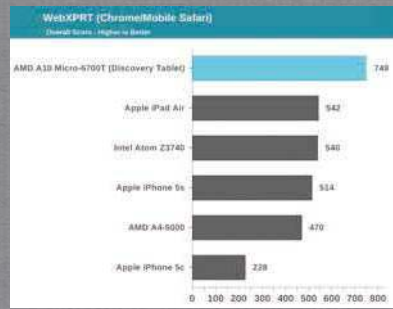 WebXPRT (Chrome/Mobile Safari)
Overall Score - Higher is Better
AMD A10 Micro-6700T (Discovery Tablet) 749
Apple iPad Air 542
Intel Atom Z3740 540
Apple iPhone 5s 514
AMD A4-5000 470
Apple iPhone 5c 228
0 100 200 300 400 500 600 700 800